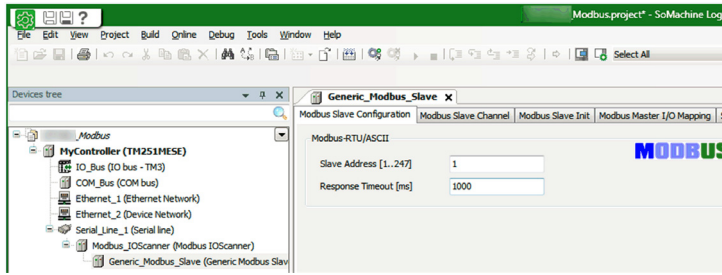 Modbus.project* - SoMachine Log
File Edit View Project Build Online Debug Tools Window Help
Select All
Devices tree
Generic_Modbus_Slave
Modbus Slave Configuration Modbus Slave Channel Modbus Slave Init Modbus Master I/O Mapping S
_Modbus
Modbus-RTU/ASCII
MODBUS
MyController (TM251MESE)
Slave Address [1..247] 1
IO_Bus (IO bus - TM3)
COM_Bus (COM bus)
Response Timeout [ms] 1000
Ethernet_1 (Ethernet Network)
Ethernet_2 (Device Network)
Serial_Line_1 (Serial line)
Modbus_IOScanner (Modbus IOScanner)
Generic_Modbus_Slave (Generic Modbus Slav